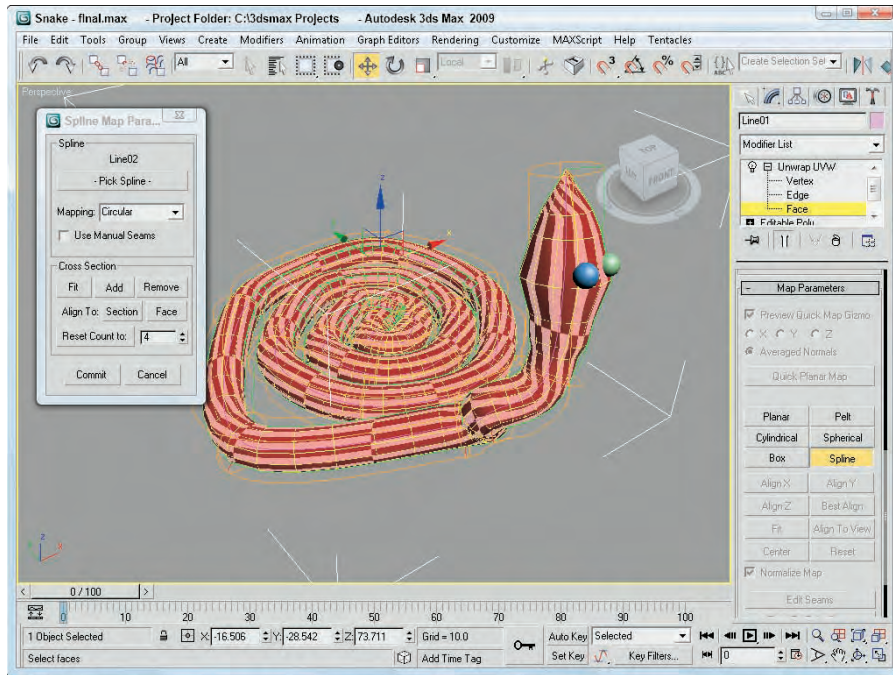 Snake - final.max - Project Folder: C:\3dsmax Projects - Autodesk 3ds Max 2009
File Edit Tools Group Views Create Modifiers Animation Graph Editors Rendering Customize MAXScript Help Tentacles
All
Local
Create Selection Set
Perspective
Spline Map Para...
Spline
Line02
- Pick Spline -
Mapping: Circular
Use Manual Seams
Cross Section
Fit Add Remove
Align To: Section Face
Reset Count to: 4
Commit Cancel
z
x
TOP
FRONT
Line01
Modifier List
Unwrap UVW
Vertex
Edge
Face
Editable Poly
- Map Parameters
Preview Quick Map Gizmo
X Y Z
Averaged Normals
Quick Planar Map
Planar Pelt
Cylindrical Spherical
Box Spline
Align X Align Y
Align Z Best Align
Fit Align To View
Center Reset
Normalize Map
Edit Seams
z
x
< 0 / 100 >
0 10 20 30 40 50 60 70 80 90 100
1 Object Selected X: -16.506 Y: -28.542 Z: 73.711 Grid = 10.0 Auto Key Selected
Select faces Add Time Tag Set Key Key Filters... 0